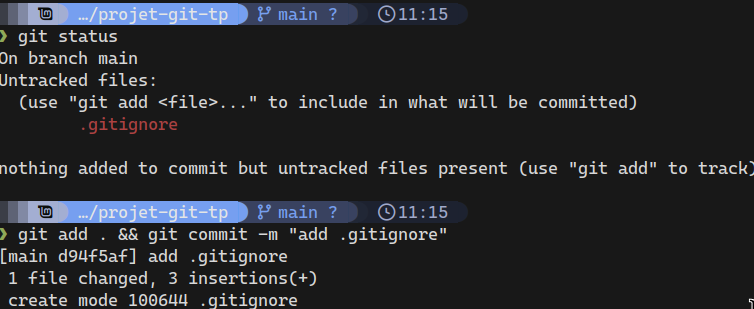 …/projet-git-tp main ? 11:15
❯ git status
On branch main
Untracked files:
  (use "git add <file>..." to include in what will be committed)
        .gitignore
nothing added to commit but untracked files present (use "git add" to track)
…/projet-git-tp main ? 11:15
❯ git add . && git commit -m "add .gitignore"
[main d94f5af] add .gitignore
 1 file changed, 3 insertions(+)
 create mode 100644 .gitignore